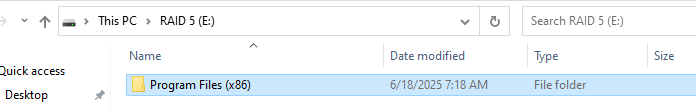 This PC > RAID 5 (E:) >
Search RAID 5 (E:)
Name Date modified Type Size
Quick access
Program Files (x86) 6/18/2025 7:18 AM File folder
Desktop